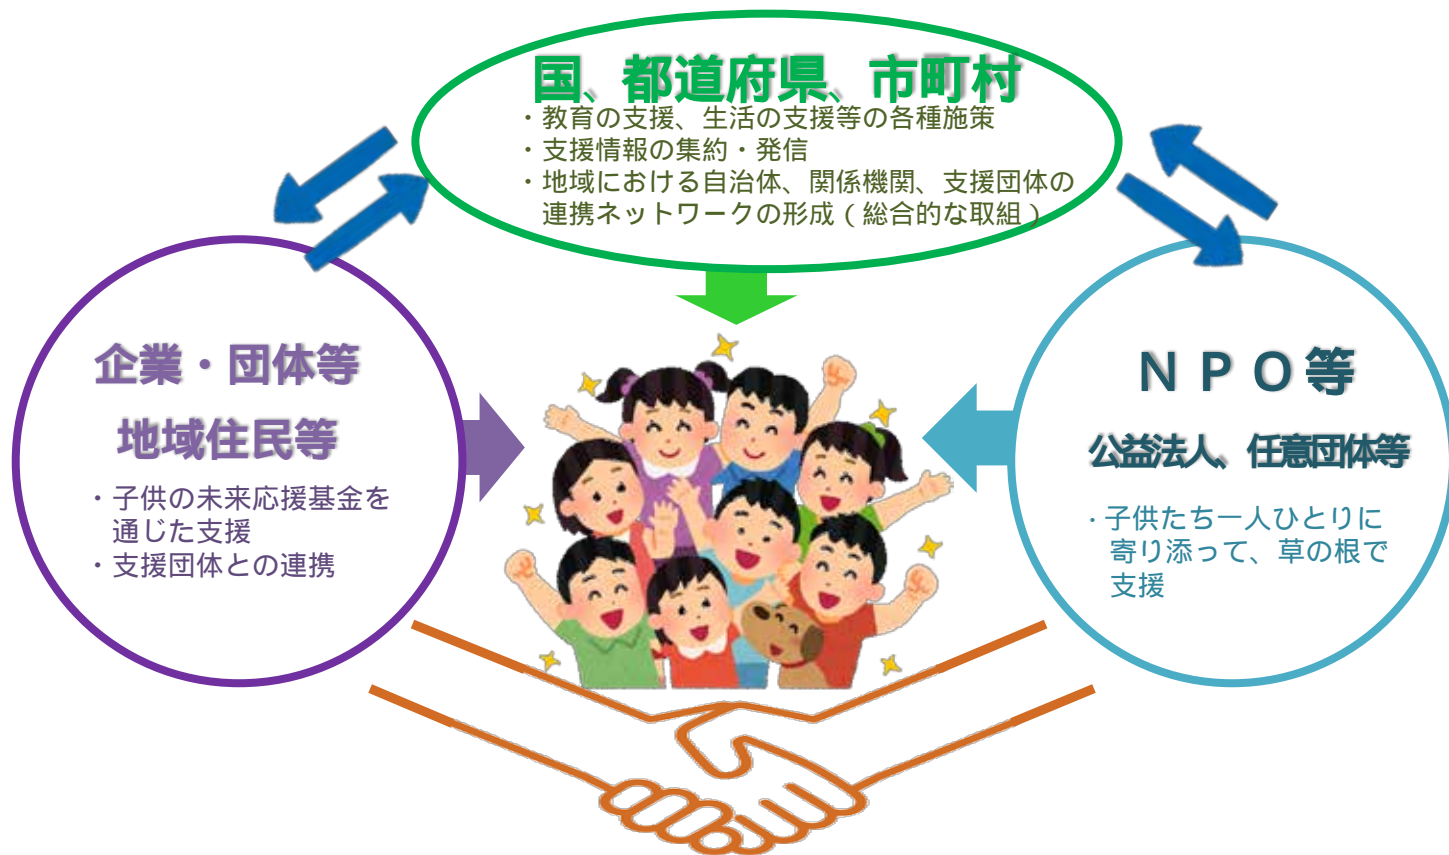 国、都道府県、市町村
・教育の支援、生活の支援等の各種施策
・支援情報の集約・発信
・地域における自治体、関係機関、支援団体の
連携ネットワークの形成(総合的な取組)
企業・団体等
地域住民等
・子供の未来応援基金を
通じた支援
・支援団体との連携
NPO等
公益法人、任意団体等
・子供たち一人ひとりに
寄り添って、草の根で
支援